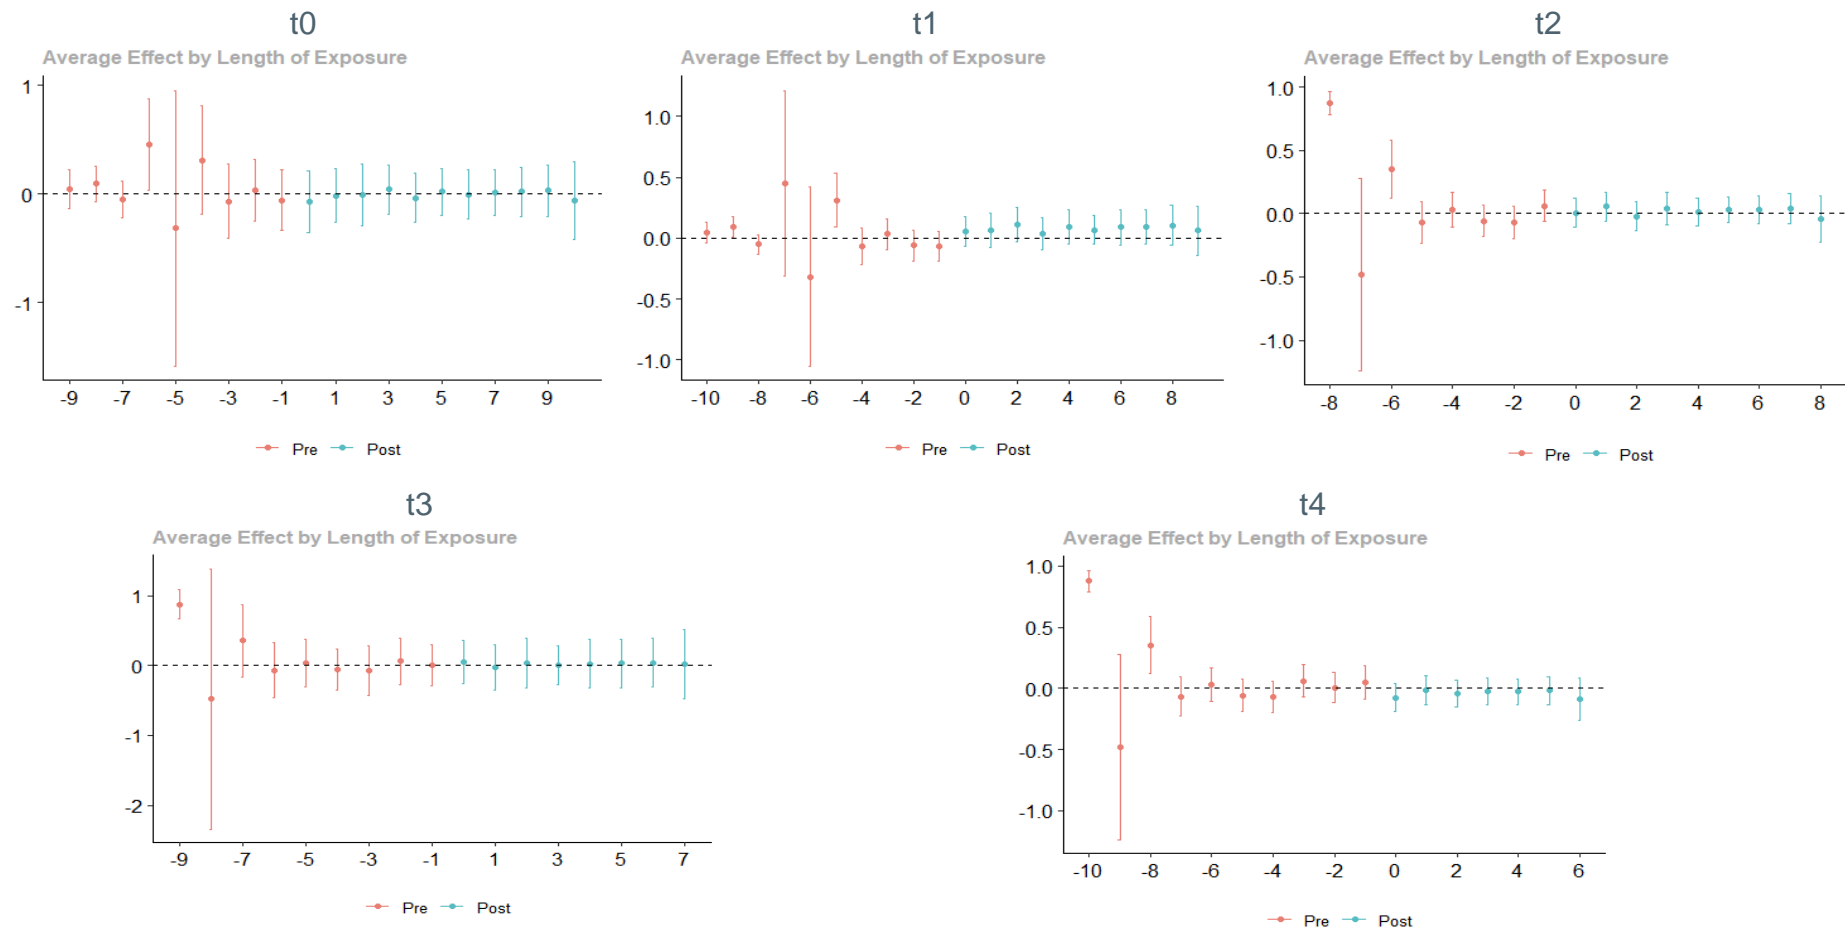 t0
Average Effect by Length of Exposure
1
0
-1
-9 -7 -5 -3 -1 1 3 5 7 9
Pre Post
t1
Average Effect by Length of Exposure
1.0
0.5
0.0
-0.5
-1.0
-10 -8 -6 -4 -2 0 2 4 6 8
Pre Post
t2
Average Effect by Length of Exposure
1.0
0.5
0.0
-0.5
-1.0
-8 -6 -4 -2 0 2 4 6 8
Pre Post
t3
Average Effect by Length of Exposure
1
0
-1
-2
-9 -7 -5 -3 -1 1 3 5 7
Pre Post
t4
Average Effect by Length of Exposure
1.0
0.5
0.0
-0.5
-1.0
-10 -8 -6 -4 -2 0 2 4 6
Pre Post